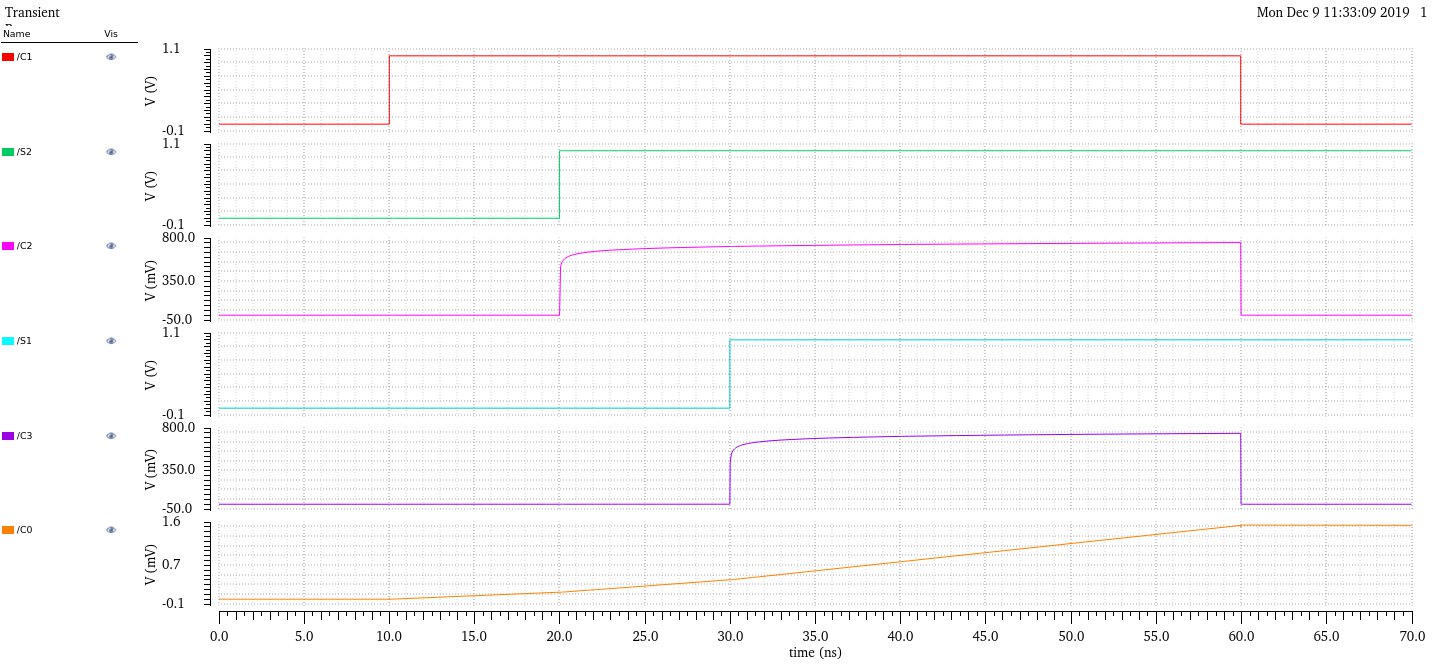 Transient
Mon Dec 9 11:33:09 2019 1
Name Vis
/C1
1.1
V (V)
-0.1
/S2
1.1
V (V)
-0.1
/C2
800.0
350.0
V (mV)
-50.0
/S1
1.1
V (V)
-0.1
/C3
800.0
350.0
V (mV)
-50.0
/C0
1.6
0.7
V (mV)
-0.1
0.0 5.0 10.0 15.0 20.0 25.0 30.0 35.0 40.0 45.0 50.0 55.0 60.0 65.0 70.0
time (ns)